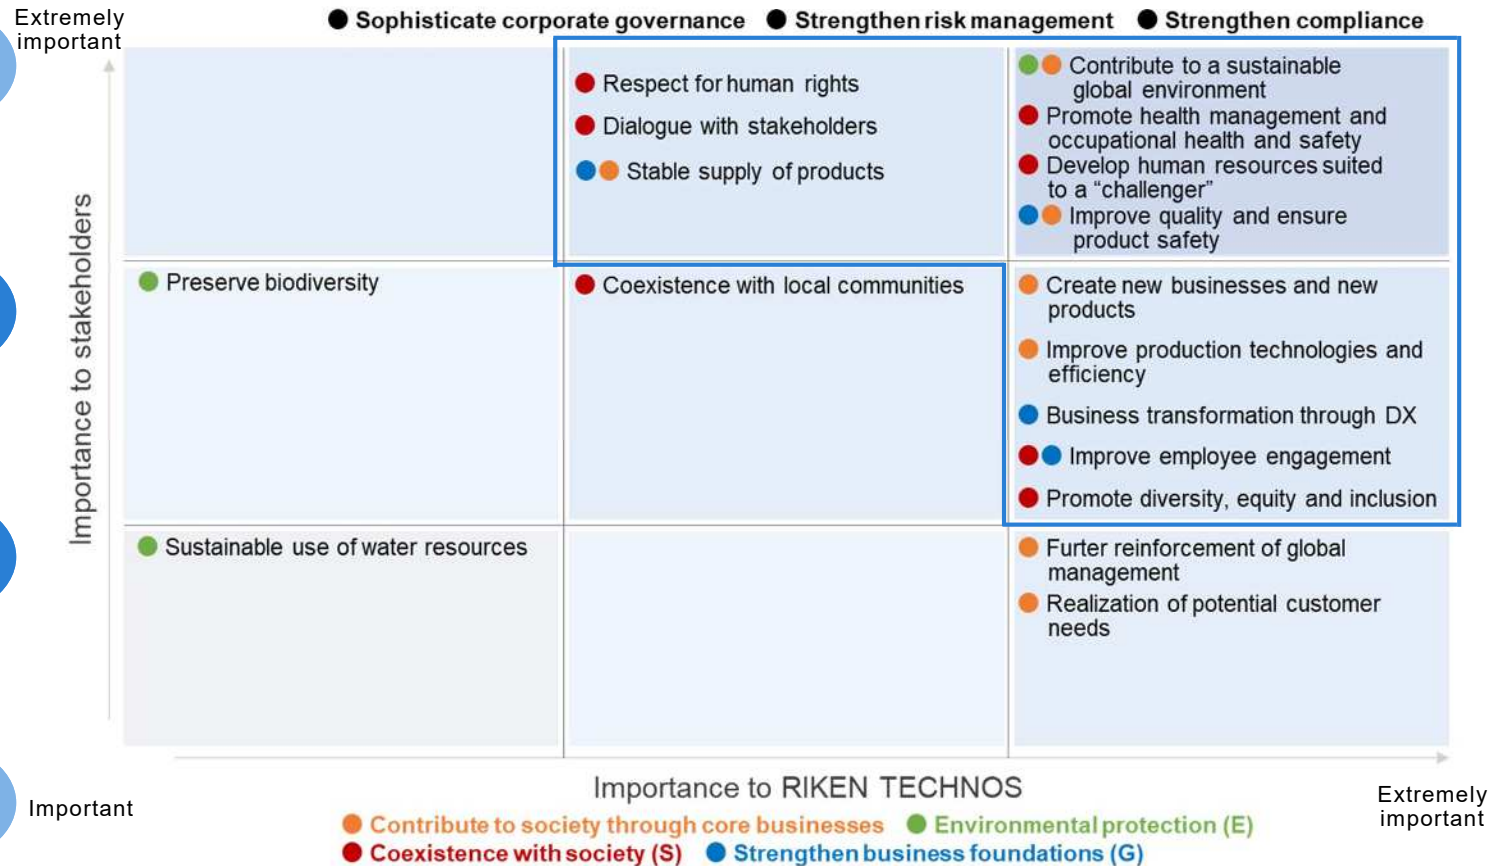 Extremely
important
● Sophisticate corporate governance ● Strengthen risk management ● Strengthen compliance
Respect for human rights
Dialogue with stakeholders
Stable supply of products
Contribute to a sustainable
global environment
Promote health management and
occupational health and safety
Develop human resources suited
to a “challenger”
Improve quality and ensure
product safety
Importance to stakeholders
Preserve biodiversity
Coexistence with local communities
Create new businesses and new
products
Improve production technologies and
efficiency
Business transformation through DX
Improve employee engagement
Promote diversity, equity and inclusion
Sustainable use of water resources
Furter reinforcement of global
management
Realization of potential customer
needs
Importance to RIKEN TECHNOS
Important
Extremely
important
● Contribute to society through core businesses ● Environmental protection (E)
● Coexistence with society (S) ● Strengthen business foundations (G)